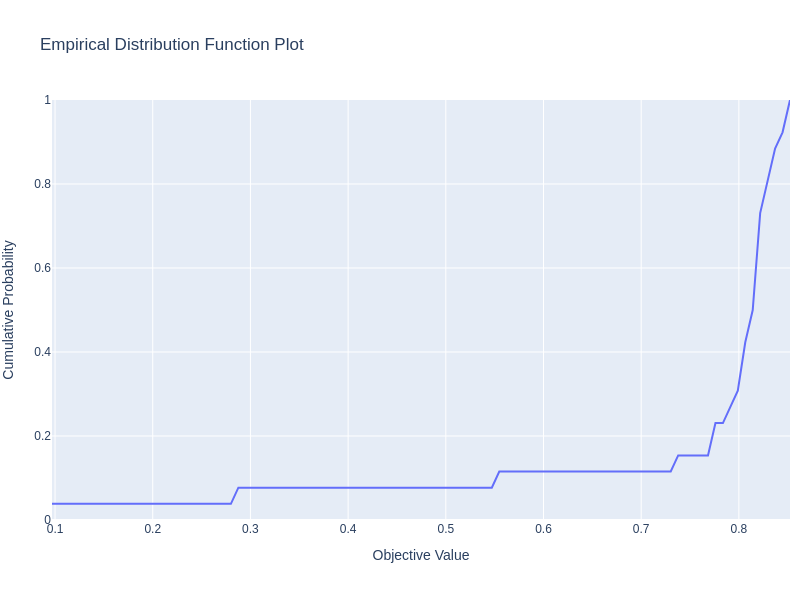 Empirical Distribution Function Plot
1
0.8
0.6
0.4
0.2
0
Cumulative Probability
0.1 0.2 0.3 0.4 0.5 0.6 0.7 0.8
Objective Value